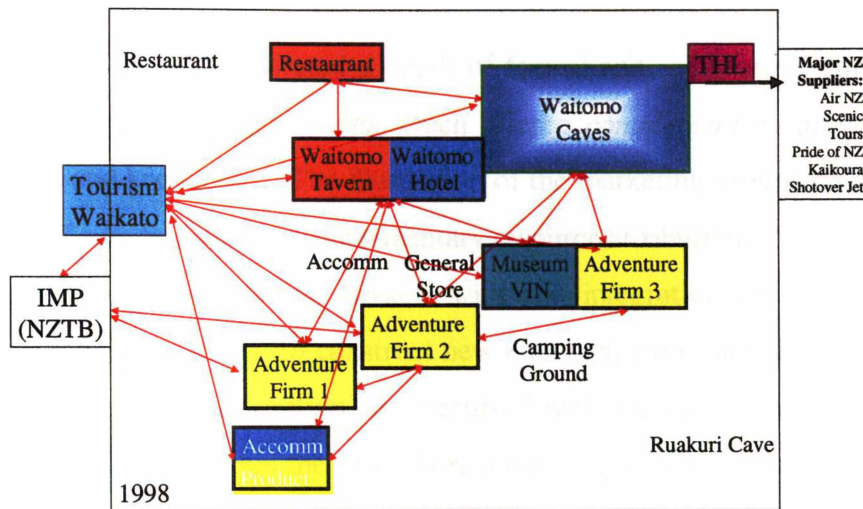 Restaurant
Restaurant
THL
Major NZ
Suppliers:
Air NZ
Scenic
Tours
Pride of NZ
Kaikoura
Shotover Jet
Waitomo
Caves
Waitomo
Tavern
Waitomo
Hotel
Tourism
Waikato
Accomm
General
Store
Museum
VIN
Adventure
Firm 3
IMP
(NZTB)
Adventure
Firm 2
Camping
Ground
Adventure
Firm 1
Accomm
Product
Ruakuri Cave
1998